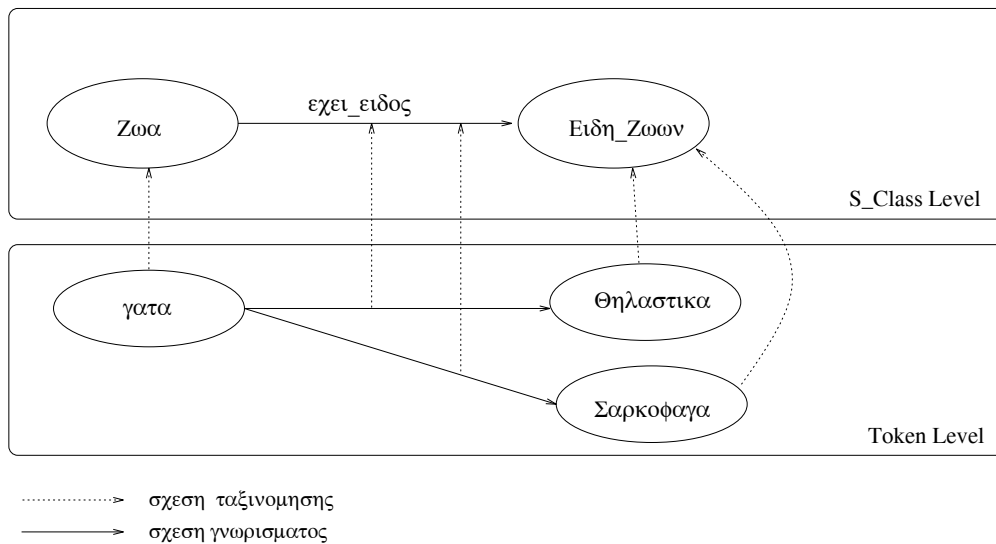 εχει_ειδος
Ζωα
Ειδη_Ζωων
S_Class Level
γατα
Θηλαστικα
Σαρκοφαγα
Token Level
σχεση ταξινομησης
σχεση γνωρισματος